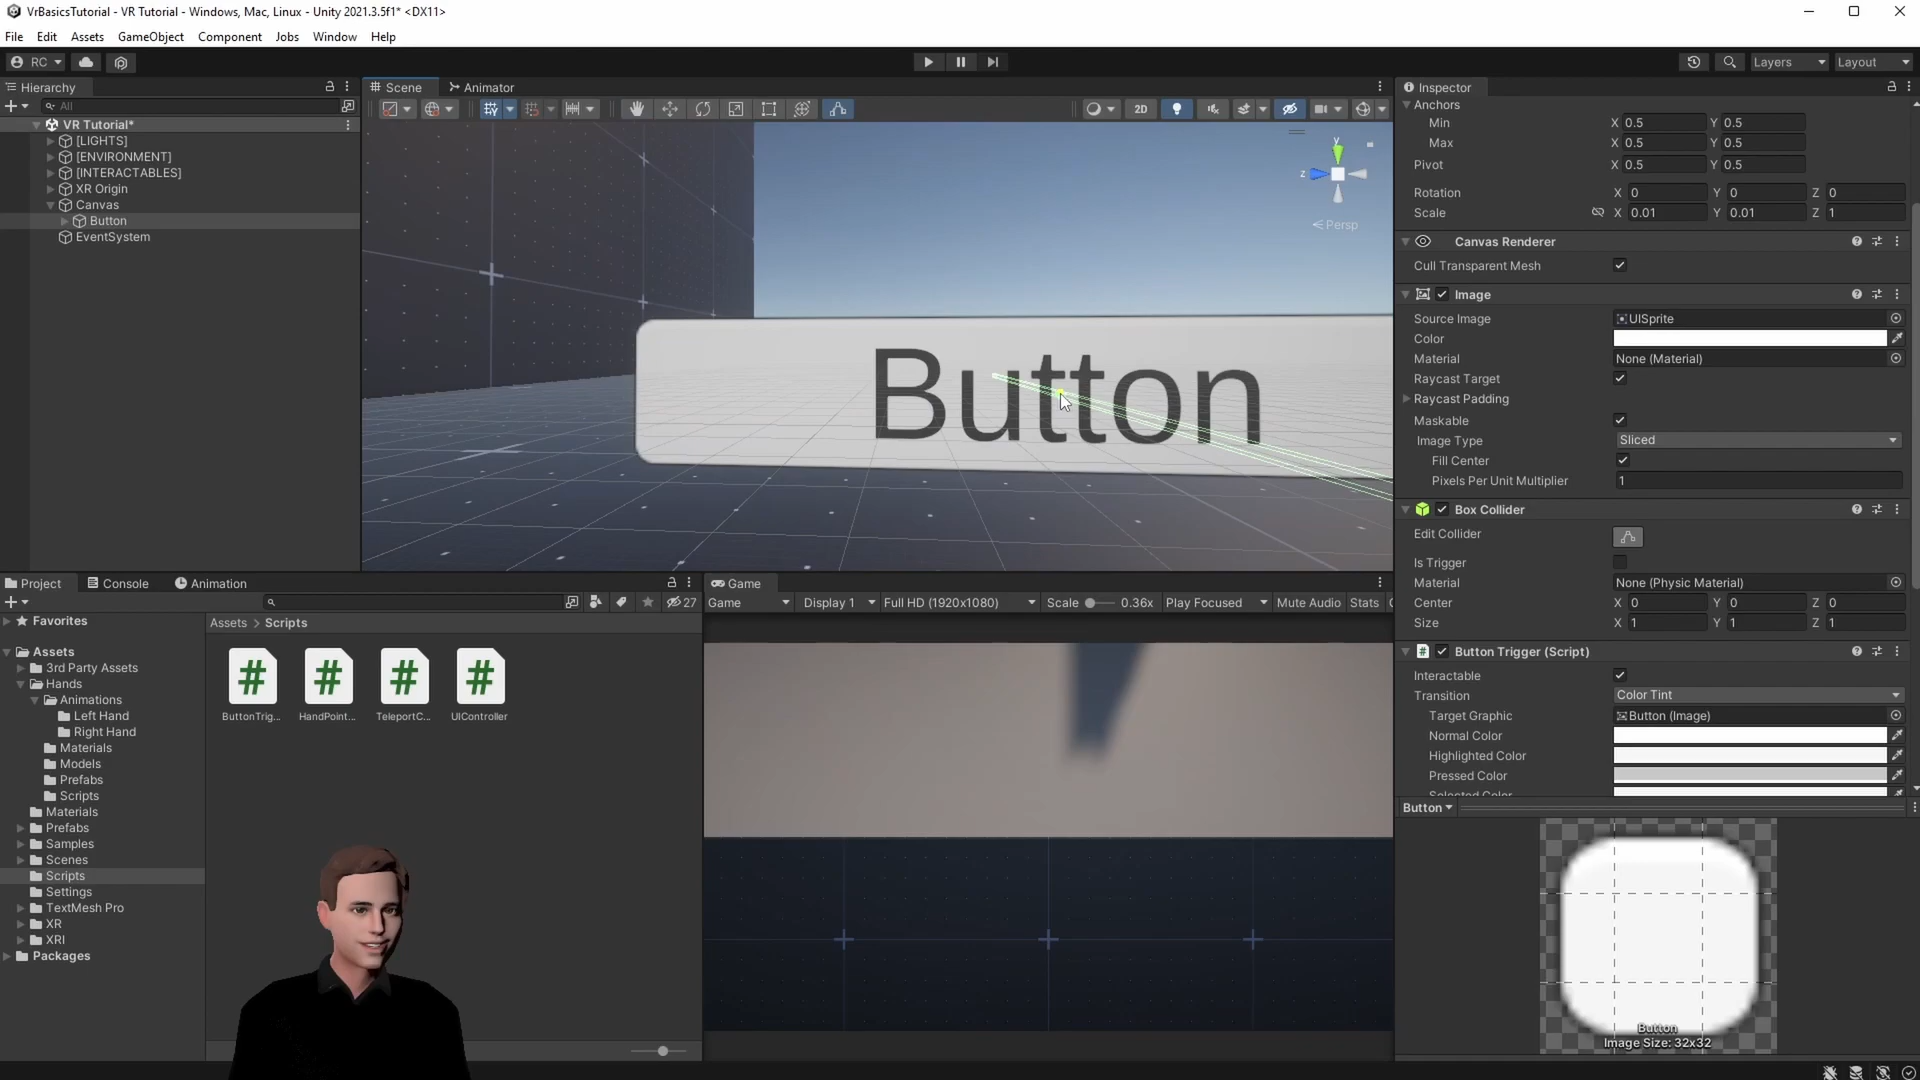 VrBasicsTutorial - VR Tutorial - Windows, Mac, Linux - Unity 2021.3.5f1* <DX11>
File Edit Assets GameObject Component Jobs Window Help
RC Layers Layout
Hierarchy
All
VR Tutorial*
[LIGHTS]
[ENVIRONMENT]
[INTERACTABLES]
XR Origin
Canvas
Button
EventSystem
Scene Animator
2D
y
z
Persp
Button
Inspector
Anchors
Min X 0.5 Y 0.5
Max X 0.5 Y 0.5
Pivot X 0.5 Y 0.5
Rotation X 0 Y 0 Z 0
Scale X 0.01 Y 0.01 Z 1
Canvas Renderer
Cull Transparent Mesh
Image
Source Image UISprite
Color
Material None (Material)
Raycast Target
Raycast Padding
Maskable
Image Type Sliced
Fill Center
Pixels Per Unit Multiplier 1
Box Collider
Edit Collider
Is Trigger
Material None (Physic Material)
Center X 0 Y 0 Z 0
Size X 1 Y 1 Z 1
Button Trigger (Script)
Interactable
Transition Color Tint
Target Graphic Button (Image)
Normal Color
Highlighted Color
Pressed Color
Selected Color
Button
Button
Image Size: 32x32
Project Console Animation
27
Favorites
Assets
3rd Party Assets
Hands
Animations
Left Hand
Right Hand
Materials
Models
Prefabs
Scripts
Materials
Prefabs
Samples
Scenes
Scripts
Settings
TextMesh Pro
XR
XRI
Packages
Assets > Scripts
ButtonTrig... HandPoint... TeleportC... UIController
Game
Game Display 1 Full HD (1920x1080) Scale 0.36x Play Focused Mute Audio Stats